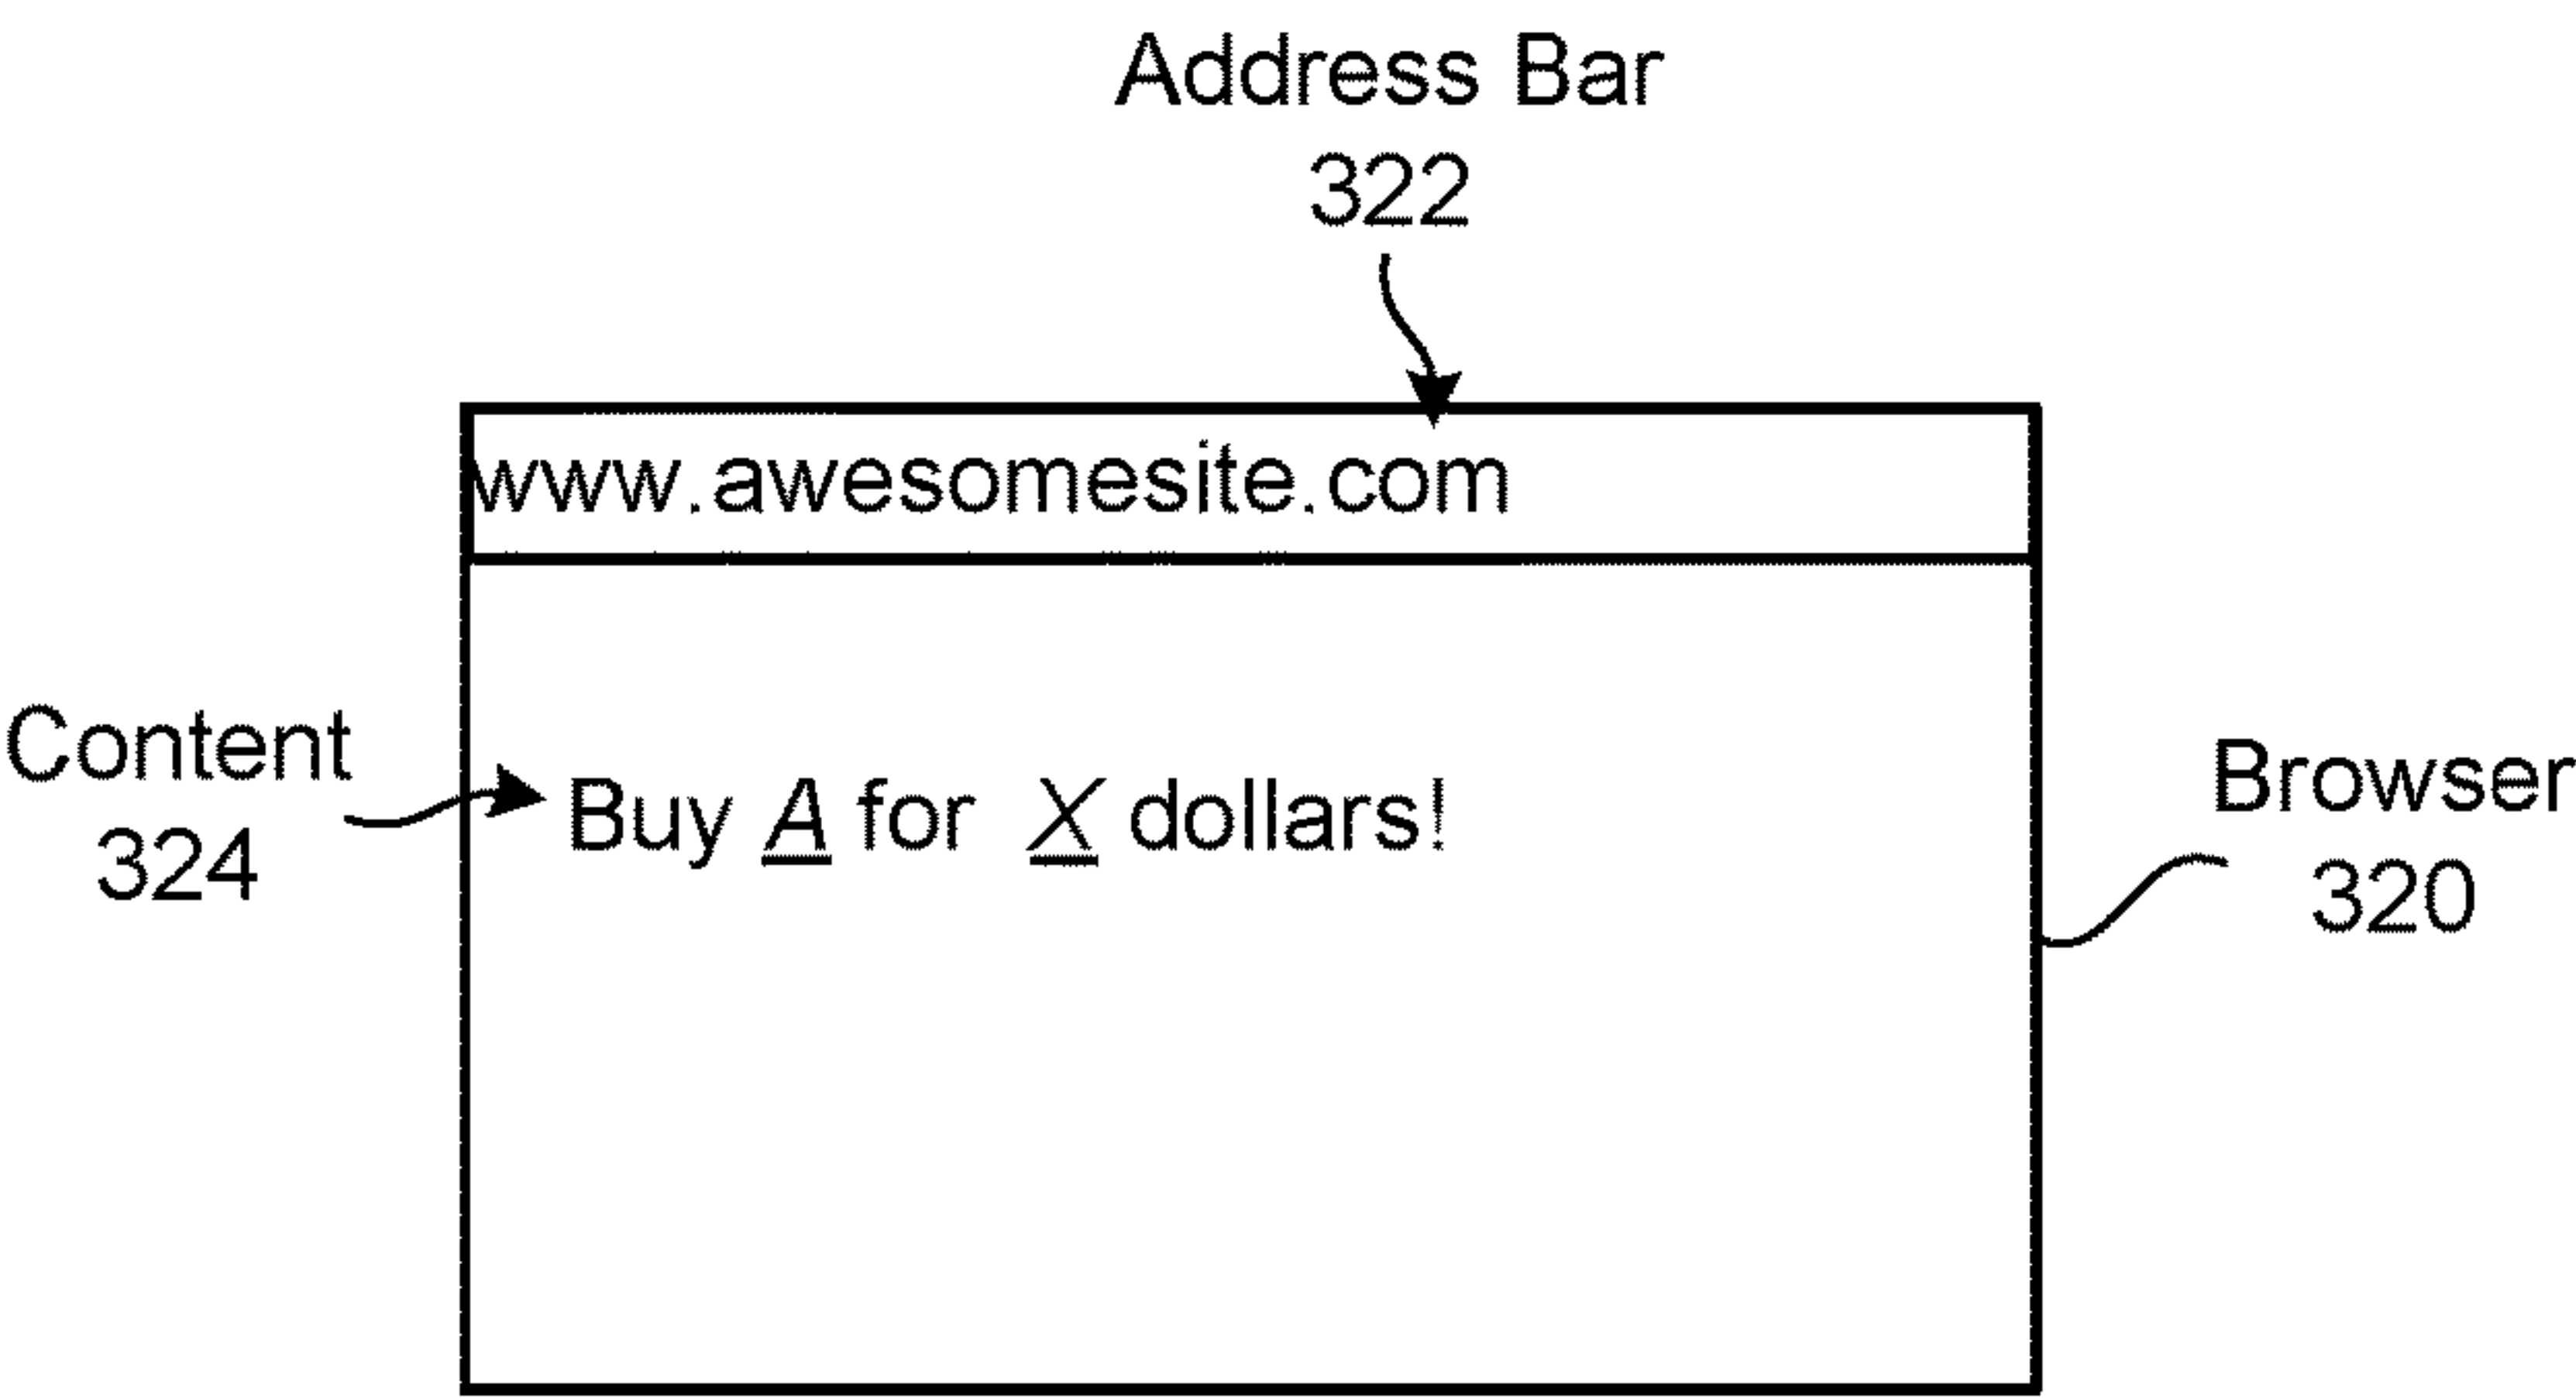 Address Bar
322
www.awesomesite.com
Content
324
Buy A for X dollars!
Browser
320